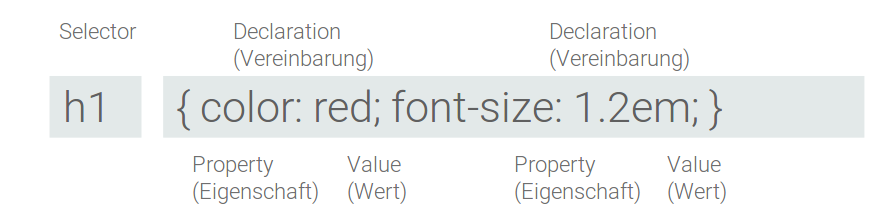 Selector Declaration Declaration
(Vereinbarung) (Vereinbarung)
h1 { color: red; font-size: 1.2em; }
Property Value Property Value
(Eigenschaft) (Wert) (Eigenschaft) (Wert)